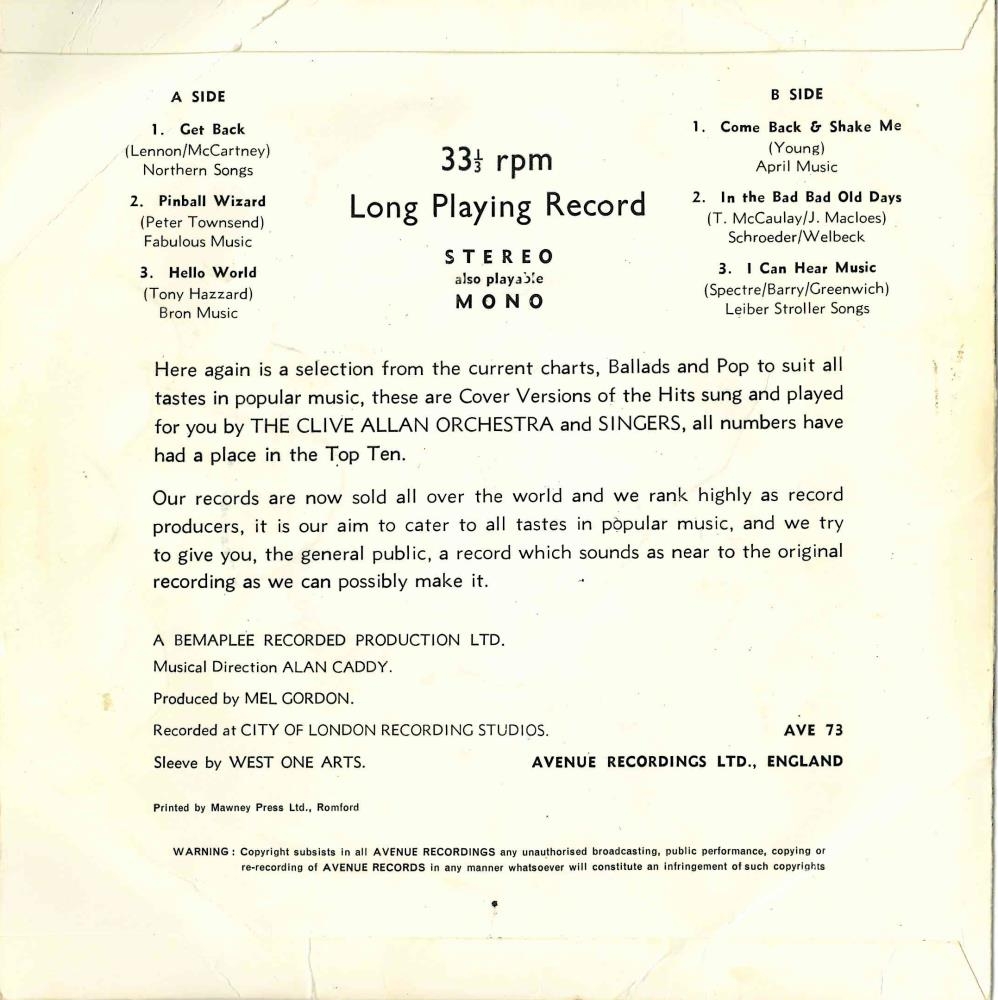 A SIDE
1. Get Back
(Lennon/McCartney)
Northern Songs
2. Pinball Wizard
(Peter Townsend)
Fabulous Music
3. Hello World
(Tony Hazzard)
Bron Music
33⅓ rpm
Long Playing Record
STEREO
also playable
MONO
B SIDE
1. Come Back & Shake Me
(Young)
April Music
2. In the Bad Bad Old Days
(T. McCaulay/J. Macloes)
Schroeder/Welbeck
3. I Can Hear Music
(Spectre/Barry/Greenwich)
Leiber Stroller Songs
Here again is a selection from the current charts, Ballads and Pop to suit all
tastes in popular music, these are Cover Versions of the Hits sung and played
for you by THE CLIVE ALLAN ORCHESTRA and SINGERS, all numbers have
had a place in the Top Ten.
Our records are now sold all over the world and we rank highly as record
producers, it is our aim to cater to all tastes in popular music, and we try
to give you, the general public, a record which sounds as near to the original
recording as we can possibly make it.
A BEMAPLEE RECORDED PRODUCTION LTD.
Musical Direction ALAN CADDY.
Produced by MEL GORDON.
Recorded at CITY OF LONDON RECORDING STUDIOS.
Sleeve by WEST ONE ARTS.
AVE 73
AVENUE RECORDINGS LTD., ENGLAND
Printed by Mawney Press Ltd., Romford
WARNING : Copyright subsists in all AVENUE RECORDINGS any unauthorised broadcasting, public performance, copying or
re-recording of AVENUE RECORDS in any manner whatsoever will constitute an infringement of such copyrights